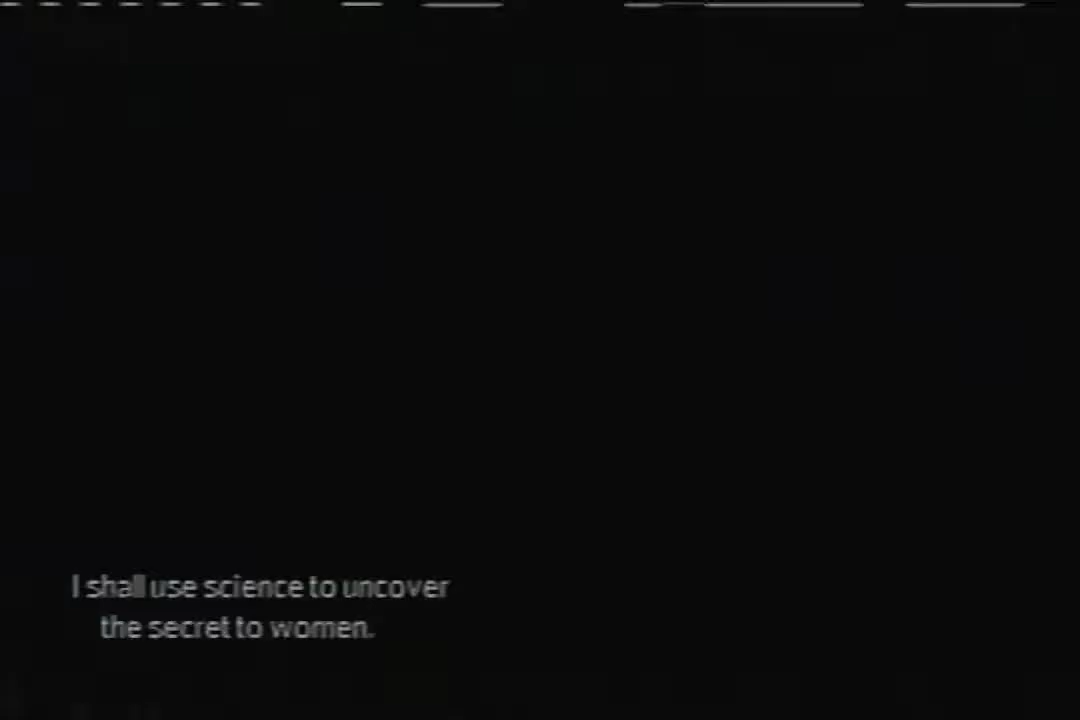 I shall use science to uncover
the secret to women.